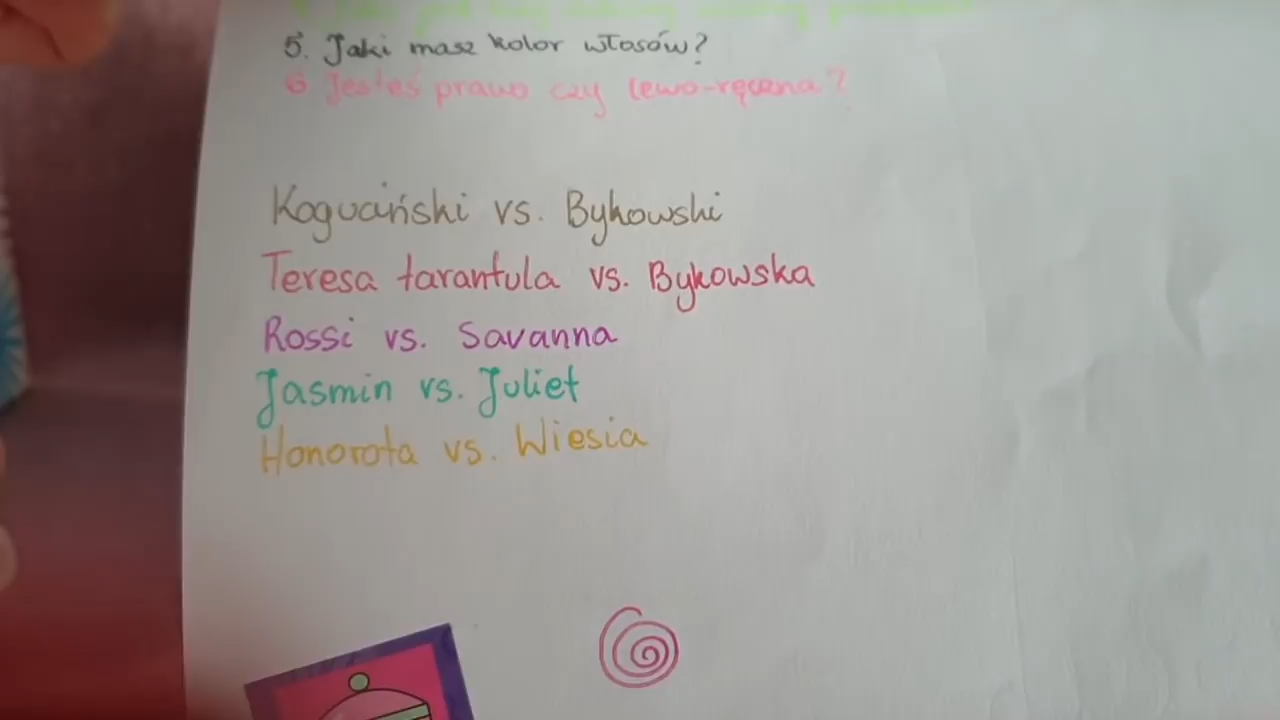 5. Jaki masz kolor włosów?
6 Jesteś prawo czy lewo-ręczna?
Koguciński vs. Bykowski
Teresa tarantula vs. Bykowska
Rossi vs. Savanna
Jasmin vs. Juliet
Honorota vs. Wiesia